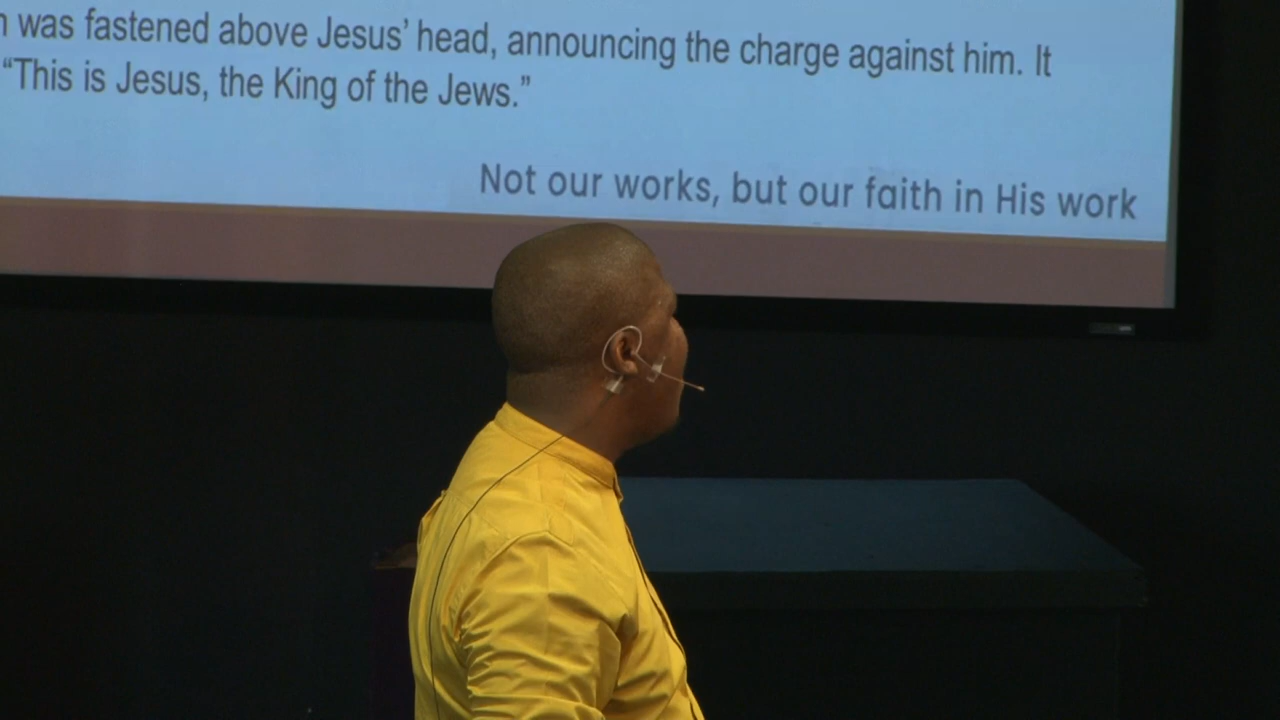 was fastened above Jesus’ head, announcing the charge against him. It
“This is Jesus, the King of the Jews.”
Not our works, but our faith in His work